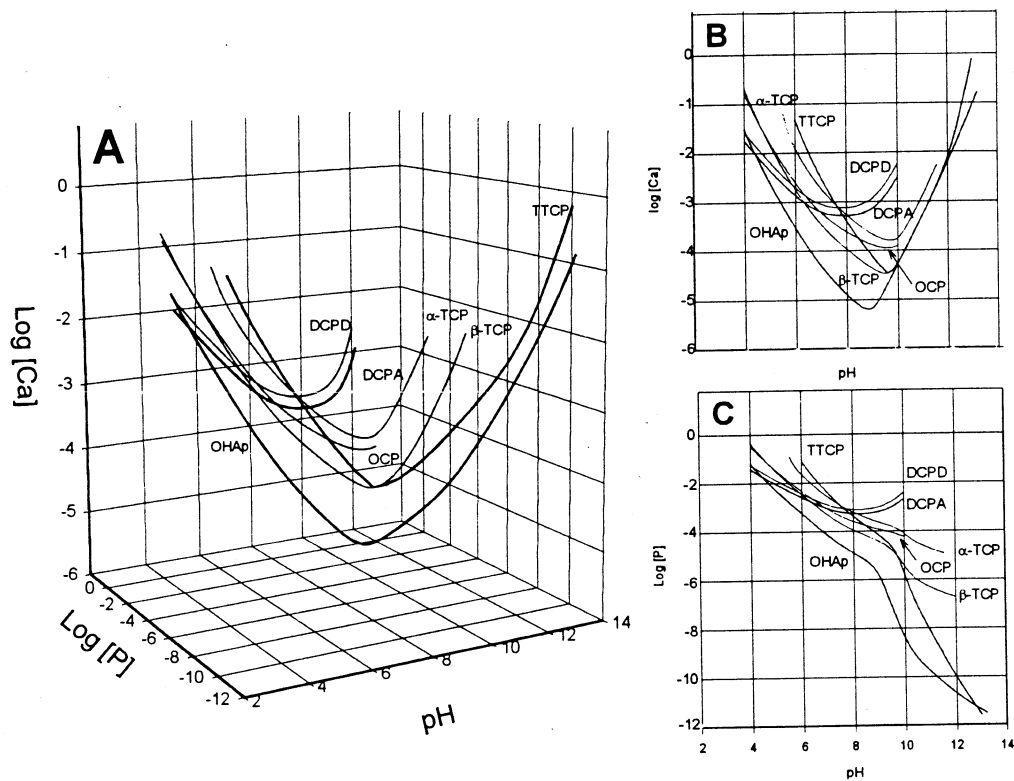 A
0
-1
-2
-3
-4
-5
-6
Log [Ca]
TTCP
DCPD
α-TCP
β-TCP
DCPA
OHAp
OCP
0
-2
-4
-6
-8
-10
-12
Log [P]
2
4
6
8
10
12
14
pH
B
0
-1
-2
-3
-4
-5
-6
log [Ca]
α-TCP
TTCP
DCPD
DCPA
OHAp
β-TCP
OCP
pH
C
0
-2
-4
-6
-8
-10
-12
Log [P]
TTCP
DCPD
DCPA
α-TCP
OHAp
OCP
β-TCP
2 4 6 8 10 12 14
pH